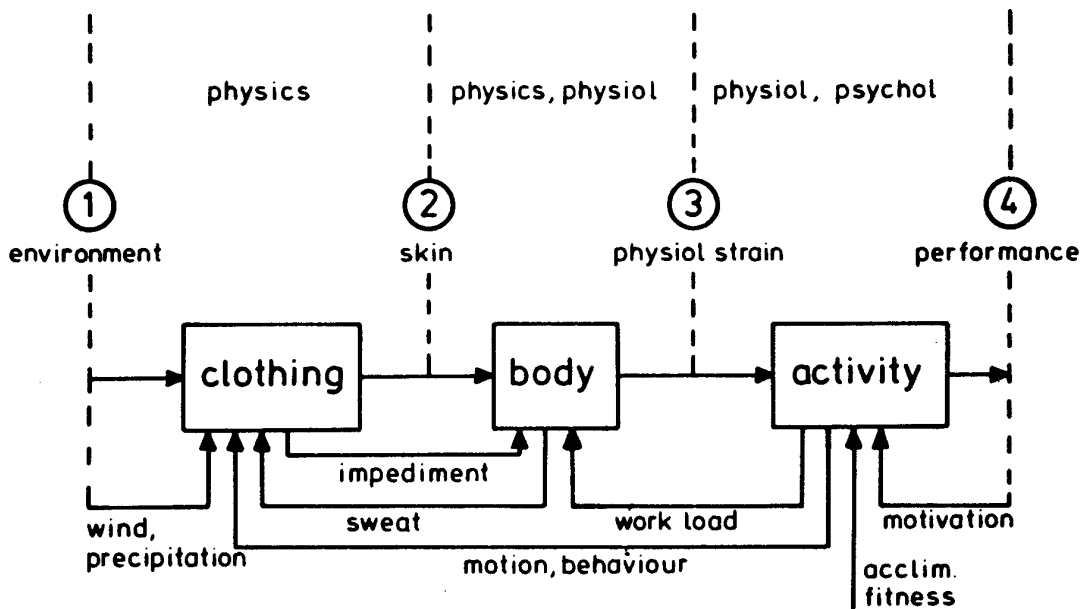 physics
physics, physiol
physiol, psychol
1
2
3
4
environment
skin
physiol strain
performance
clothing
body
activity
impediment
wind,
precipitation
sweat
work load
motivation
motion, behaviour
acclim.
fitness